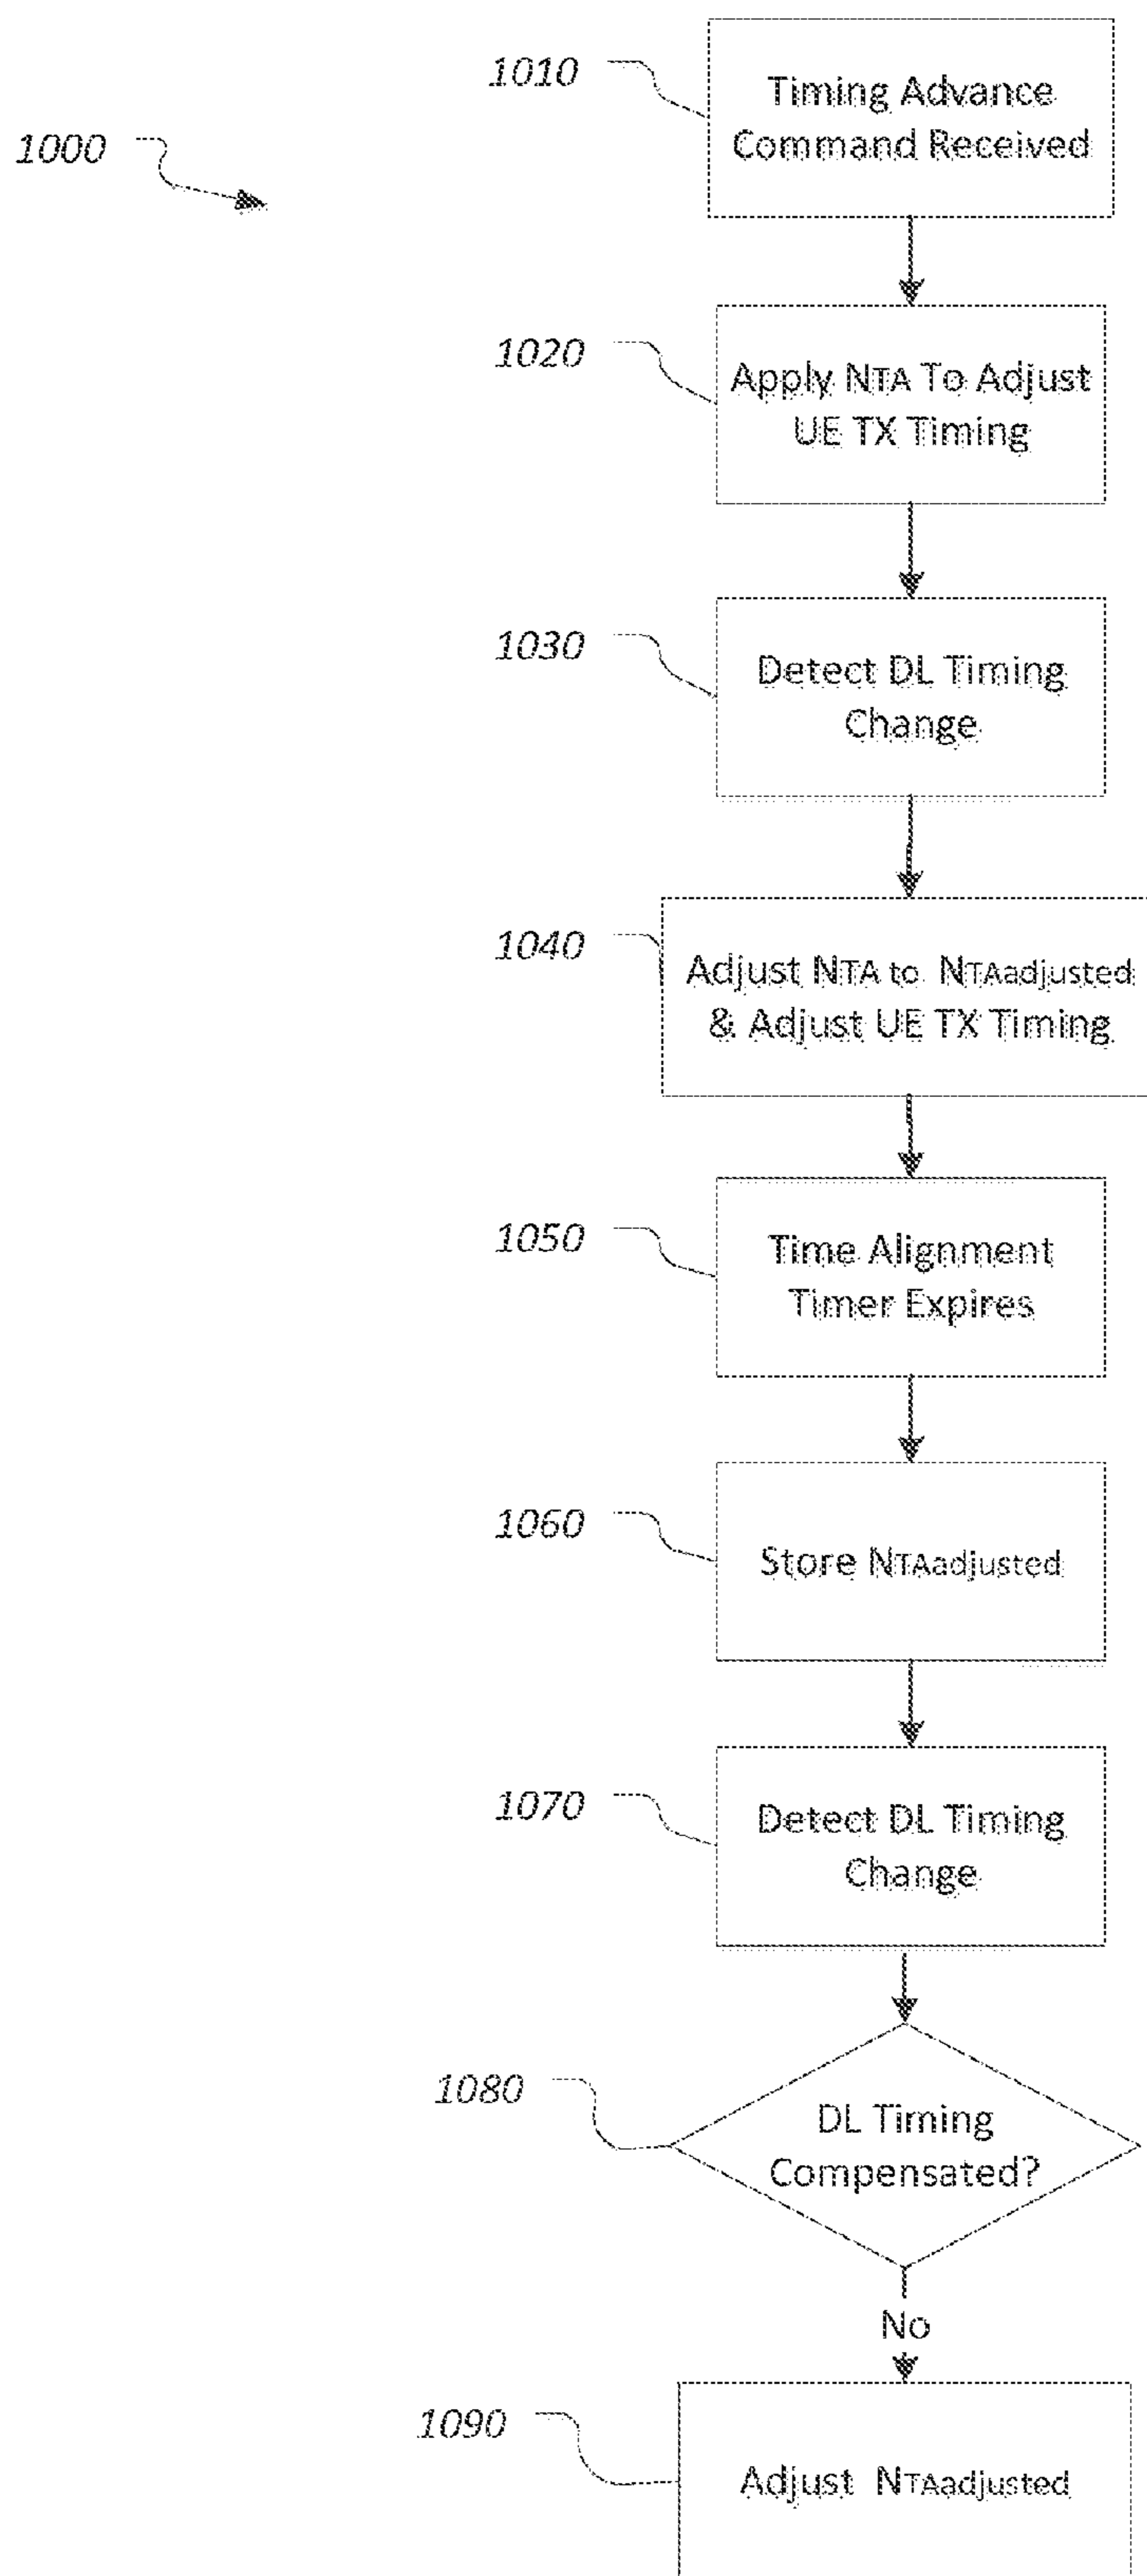 1000
1010
Timing Advance
Command Received
1020
Apply NTA To Adjust
UE TX Timing
1030
Detect DL Timing
Change
1040
Adjust NTA to NTAadjusted
& Adjust UE TX Timing
1050
Time Alignment
Timer Expires
1060
Store NTAadjusted
1070
Detect DL Timing
Change
1080
DL Timing
Compensated?
No
1090
Adjust NTAadjusted